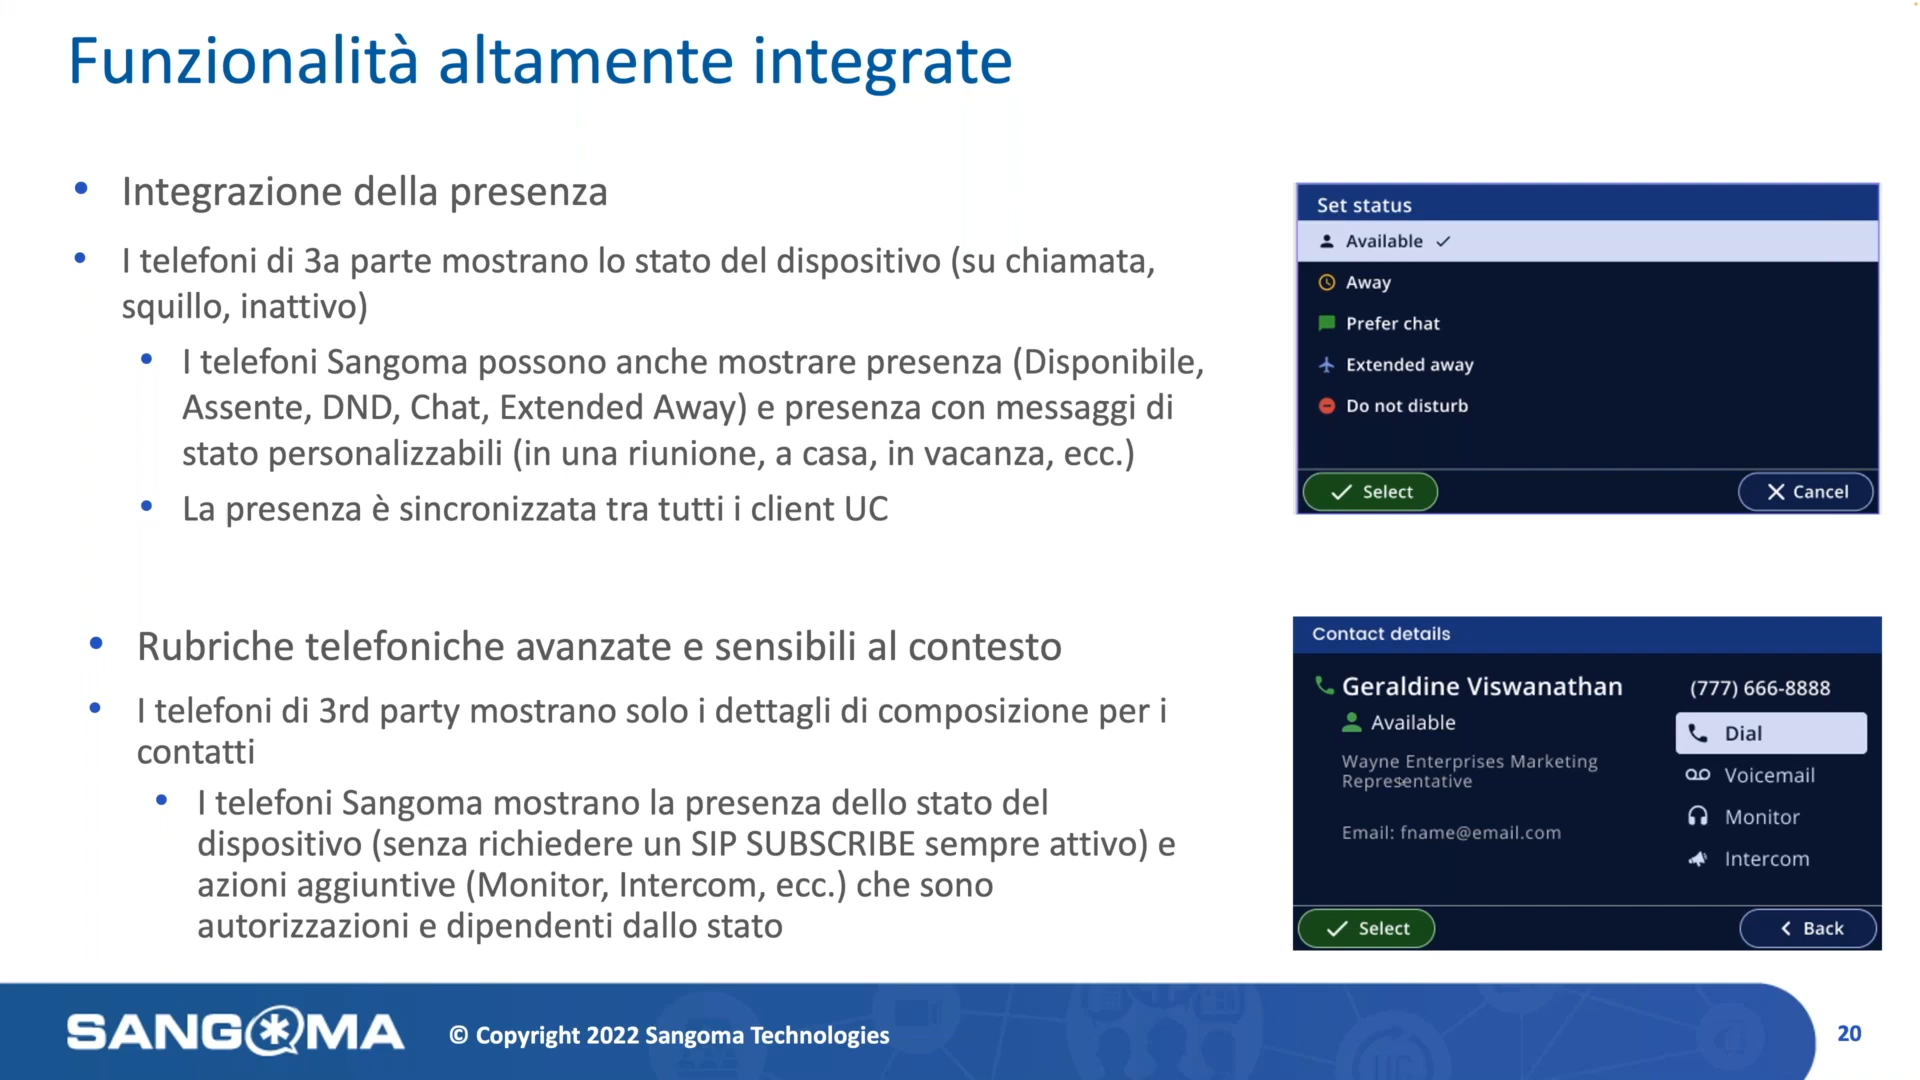 Funzionalità altamente integrate
• Integrazione della presenza
• I telefoni di 3a parte mostrano lo stato del dispositivo (su chiamata,
squillo, inattivo)
• I telefoni Sangoma possono anche mostrare presenza (Disponibile,
Assente, DND, Chat, Extended Away) e presenza con messaggi di
stato personalizzabili (in una riunione, a casa, in vacanza, ecc.)
• La presenza è sincronizzata tra tutti i client UC
• Rubriche telefoniche avanzate e sensibili al contesto
• I telefoni di 3rd party mostrano solo i dettagli di composizione per i
contatti
• I telefoni Sangoma mostrano la presenza dello stato del
dispositivo (senza richiedere un SIP SUBSCRIBE sempre attivo) e
azioni aggiuntive (Monitor, Intercom, ecc.) che sono
autorizzazioni e dipendenti dallo stato
Set status
Available
Away
Prefer chat
Extended away
Do not disturb
Select
Cancel
Contact details
Geraldine Viswanathan
Available
Wayne Enterprises Marketing
Representative
Email: fname@email.com
(777) 666-8888
Dial
Voicemail
Monitor
Intercom
Select
Back
SANGOMA
© Copyright 2022 Sangoma Technologies
20